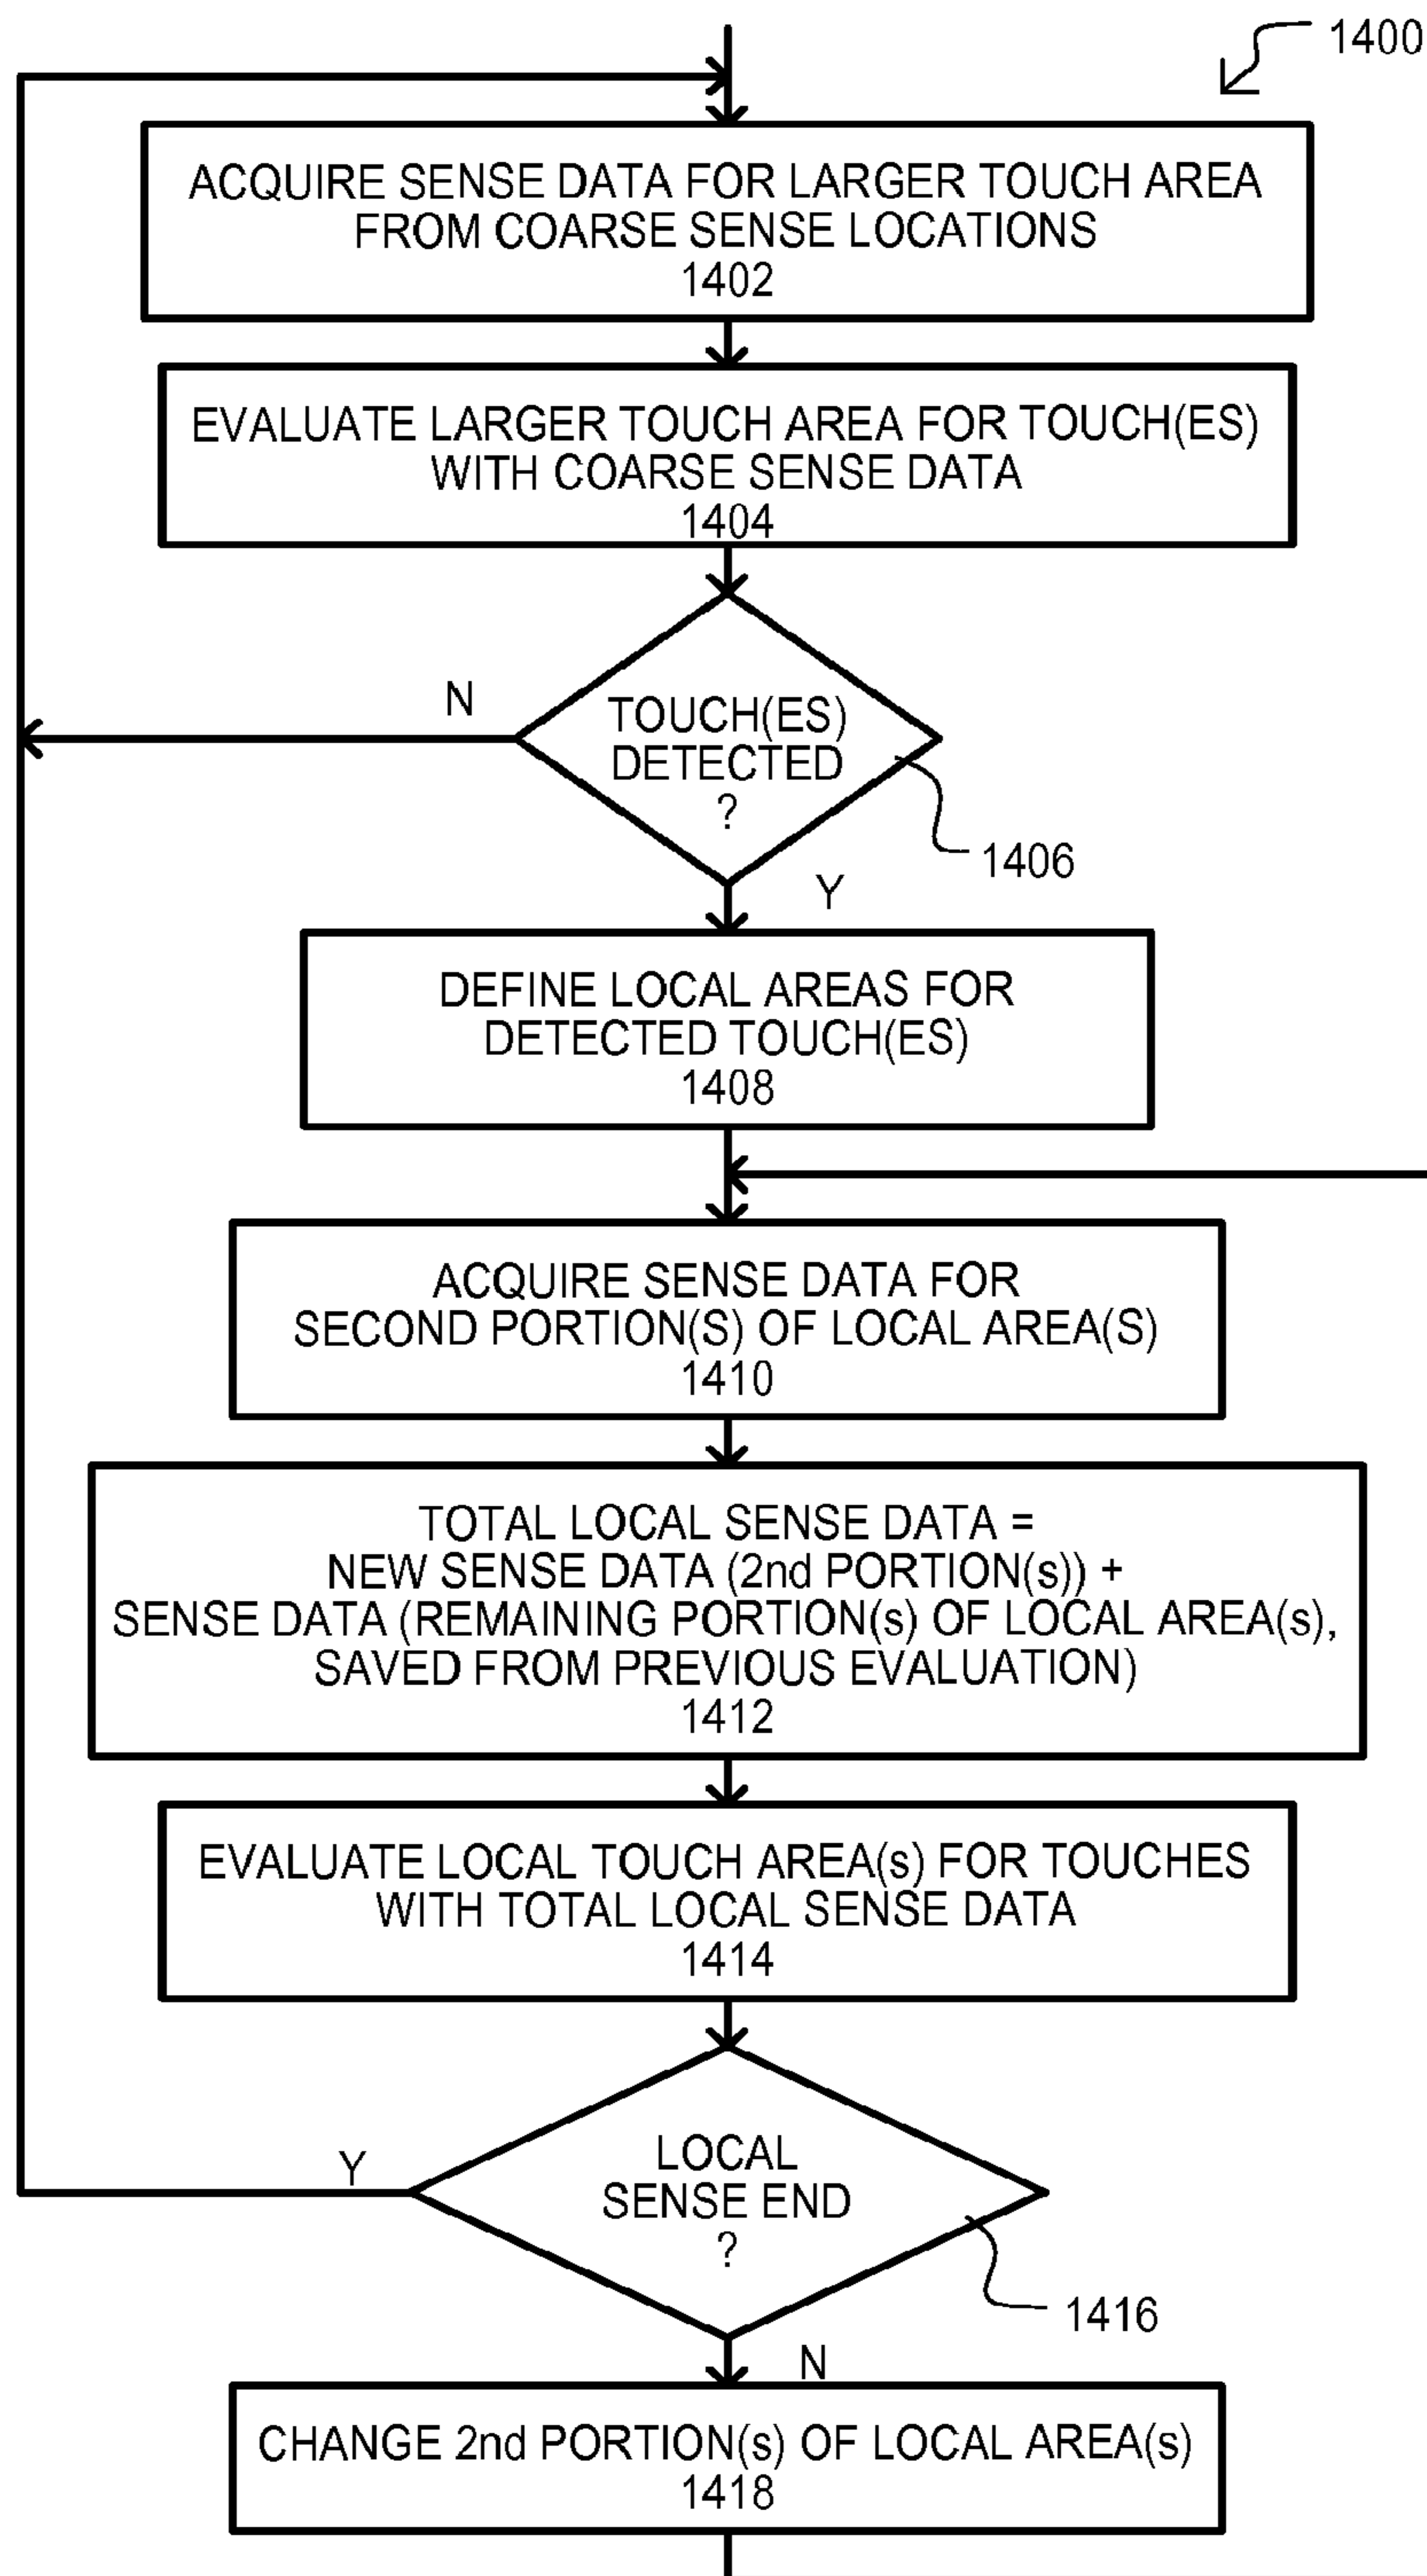 1400
ACQUIRE SENSE DATA FOR LARGER TOUCH AREA
FROM COARSE SENSE LOCATIONS
1402
EVALUATE LARGER TOUCH AREA FOR TOUCH(ES)
WITH COARSE SENSE DATA
1404
N
TOUCH(ES)
DETECTED
?
1406
Y
DEFINE LOCAL AREAS FOR
DETECTED TOUCH(ES)
1408
ACQUIRE SENSE DATA FOR
SECOND PORTION(S) OF LOCAL AREA(S)
1410
TOTAL LOCAL SENSE DATA =
NEW SENSE DATA (2nd PORTION(s)) +
SENSE DATA (REMAINING PORTION(s) OF LOCAL AREA(s),
SAVED FROM PREVIOUS EVALUATION)
1412
EVALUATE LOCAL TOUCH AREA(s) FOR TOUCHES
WITH TOTAL LOCAL SENSE DATA
1414
Y
LOCAL
SENSE END
?
1416
N
CHANGE 2nd PORTION(s) OF LOCAL AREA(s)
1418